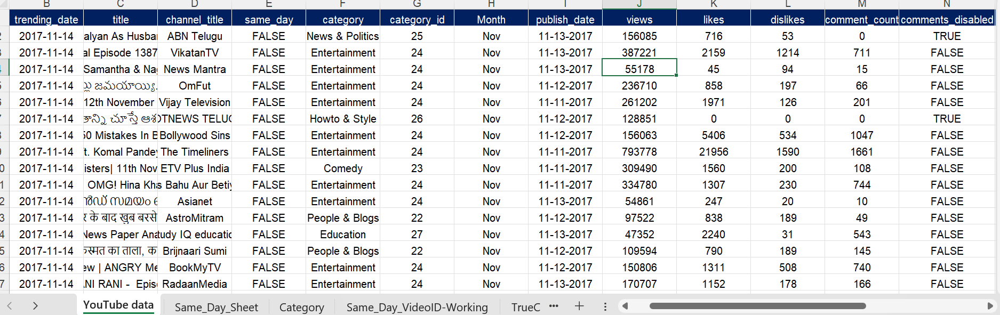 B C D E F G H I J K L M N
trending_date title channel_title same_day category category_id Month publish_date views likes dislikes comment_count comments_disabled
2 2017-11-14 alyan As Husba ABN Telugu FALSE News & Politics 25 Nov 11-13-2017 156085 716 53 0 TRUE
3 2017-11-14 al Episode 1387 VikatanTV FALSE Entertainment 24 Nov 11-13-2017 387221 2159 1214 711 FALSE
4 2017-11-14 Samantha & Nag News Mantra FALSE Entertainment 24 Nov 11-13-2017 55178 45 94 15 FALSE
5 2017-11-14 జమయాయ్యి. OmFut FALSE Entertainment 24 Nov 11-12-2017 236710 858 197 66 FALSE
6 2017-11-14 12th November Vijay Television FALSE Entertainment 24 Nov 11-11-2017 261202 1971 126 201 FALSE
7 2017-11-14 చూస్తే ఆశ OTNEWS TELUG FALSE Howto & Style 26 Nov 11-12-2017 128851 0 0 0 TRUE
8 2017-11-14 50 Mistakes In B Bollywood Sins FALSE Entertainment 24 Nov 11-12-2017 156063 5406 534 1047 FALSE
9 2017-11-14 t. Komal Pandey The Timeliners FALSE Entertainment 24 Nov 11-11-2017 793778 21956 1590 1661 FALSE
0 2017-11-14 isters| 11th Nov ETV Plus India FALSE Comedy 23 Nov 11-11-2017 309490 1560 200 108 FALSE
1 2017-11-14 OMG! Hina Kha s Bahu Aur Betiy FALSE Entertainment 24 Nov 11-11-2017 334780 1307 230 744 FALSE
2 2017-11-14 സമയം Asianet FALSE Entertainment 24 Nov 11-13-2017 54861 247 20 10 FALSE
3 2017-11-14 र के बाद खुब बरसे AstroMitram FALSE People & Blogs 22 Nov 11-12-2017 97522 838 189 49 FALSE
4 2017-11-14 News Paper Ana udy IQ educatio FALSE Education 27 Nov 11-13-2017 47352 2240 31 543 FALSE
5 2017-11-14 का ताला, क Brijnaari Sumi FALSE People & Blogs 22 Nov 11-12-2017 109594 790 189 145 FALSE
6 2017-11-14 ew | ANGRY Me BookMyTV FALSE Entertainment 24 Nov 11-12-2017 150806 1311 508 740 FALSE
7 2017-11-14 ANI RANI - Epis RadaanMedia FALSE Entertainment 24 Nov 11-13-2017 170707 1152 178 166 FALSE
YouTube data Same_Day_Sheet Category Same_Day_VideoID-Working TrueC